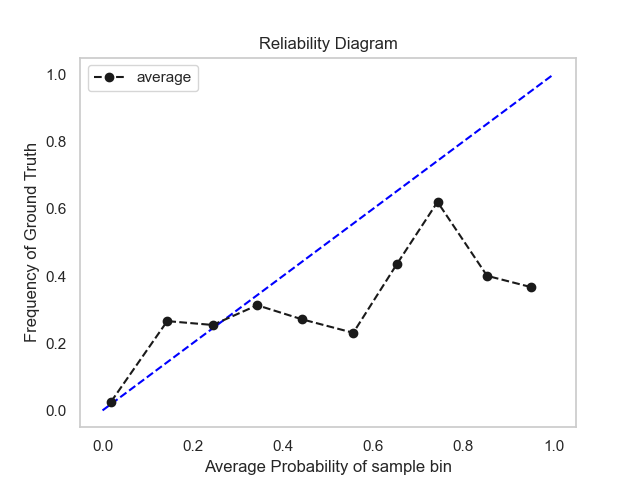 Reliability Diagram
average
1.0
0.8
0.6
0.4
0.2
0.0
Frequency of Ground Truth
0.0 0.2 0.4 0.6 0.8 1.0
Average Probability of sample bin